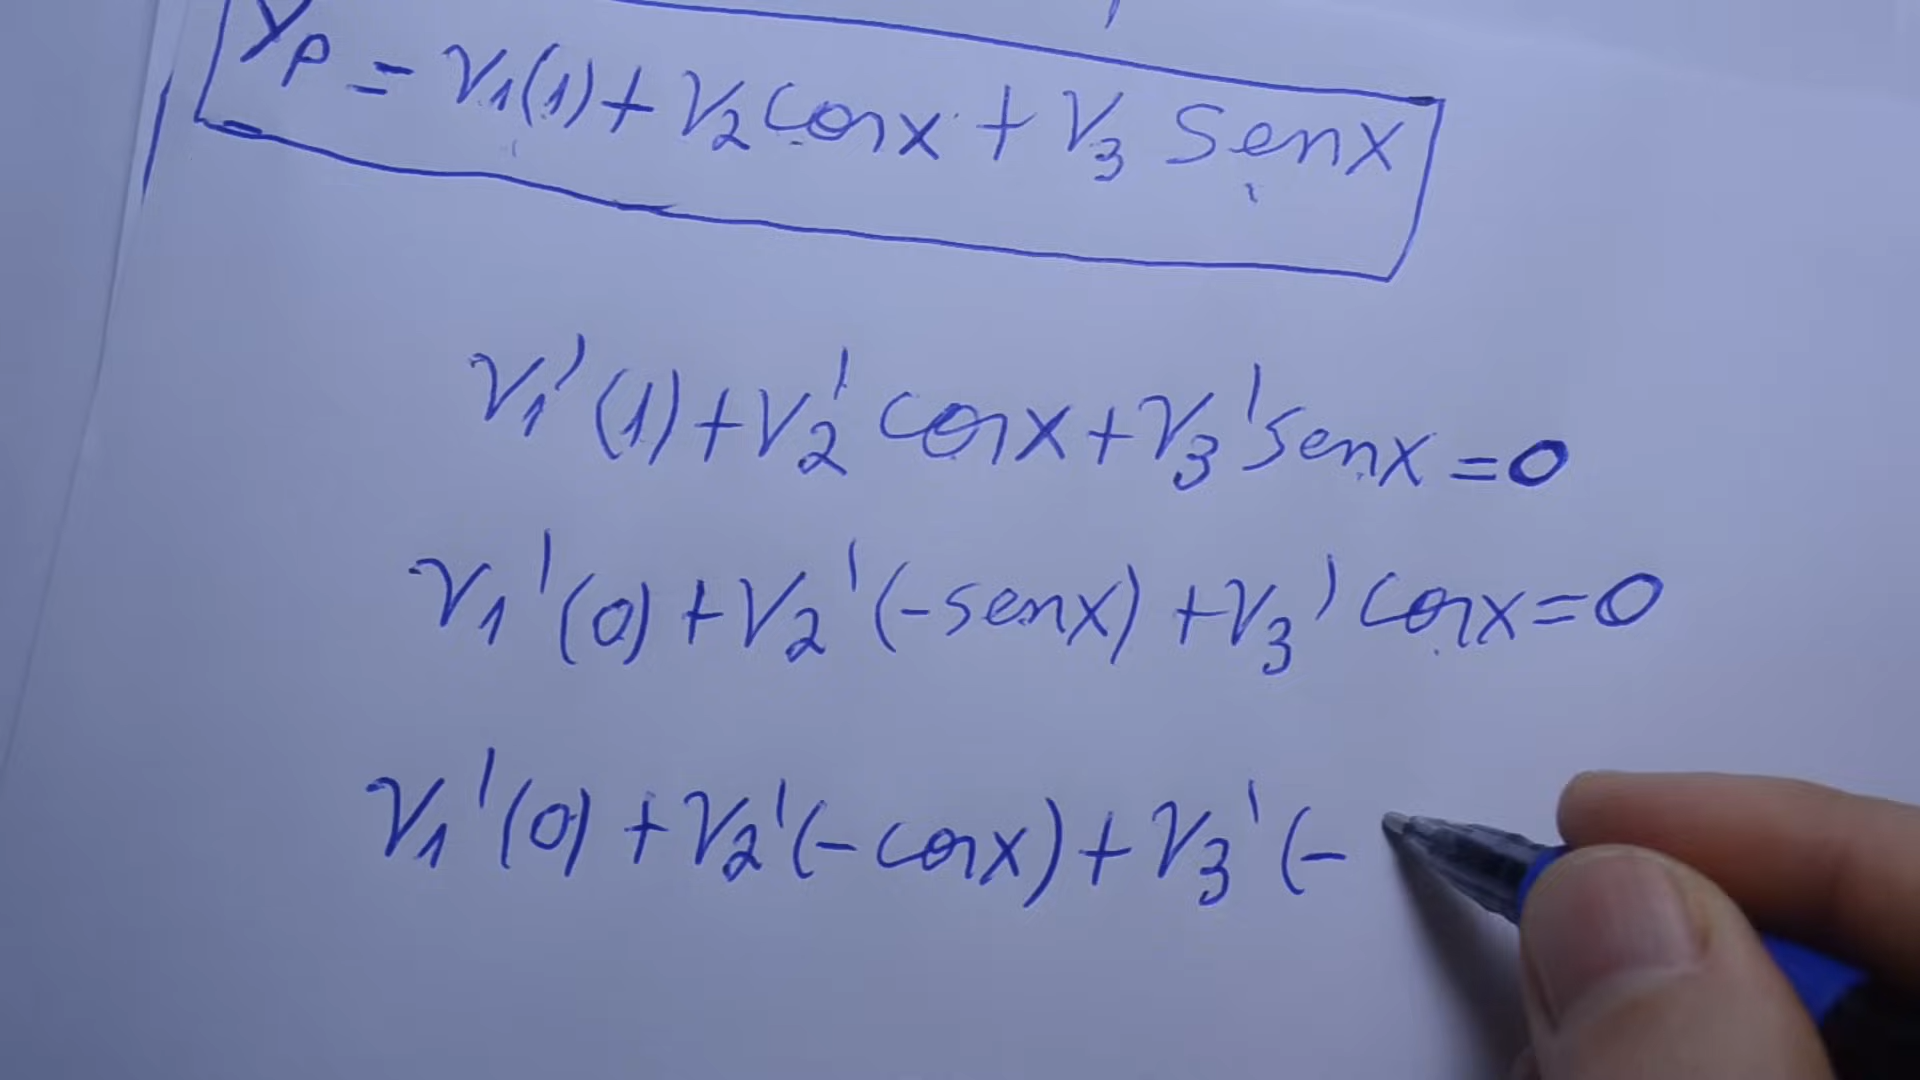 Yp = V1(1) + V2 cosx + V3 senx
V1'(1) + V2' cosx + V3' senx = 0
V1'(0) + V2'(-senx) + V3' cosx = 0
V1'(0) + V2'(-cosx) + V3'(-